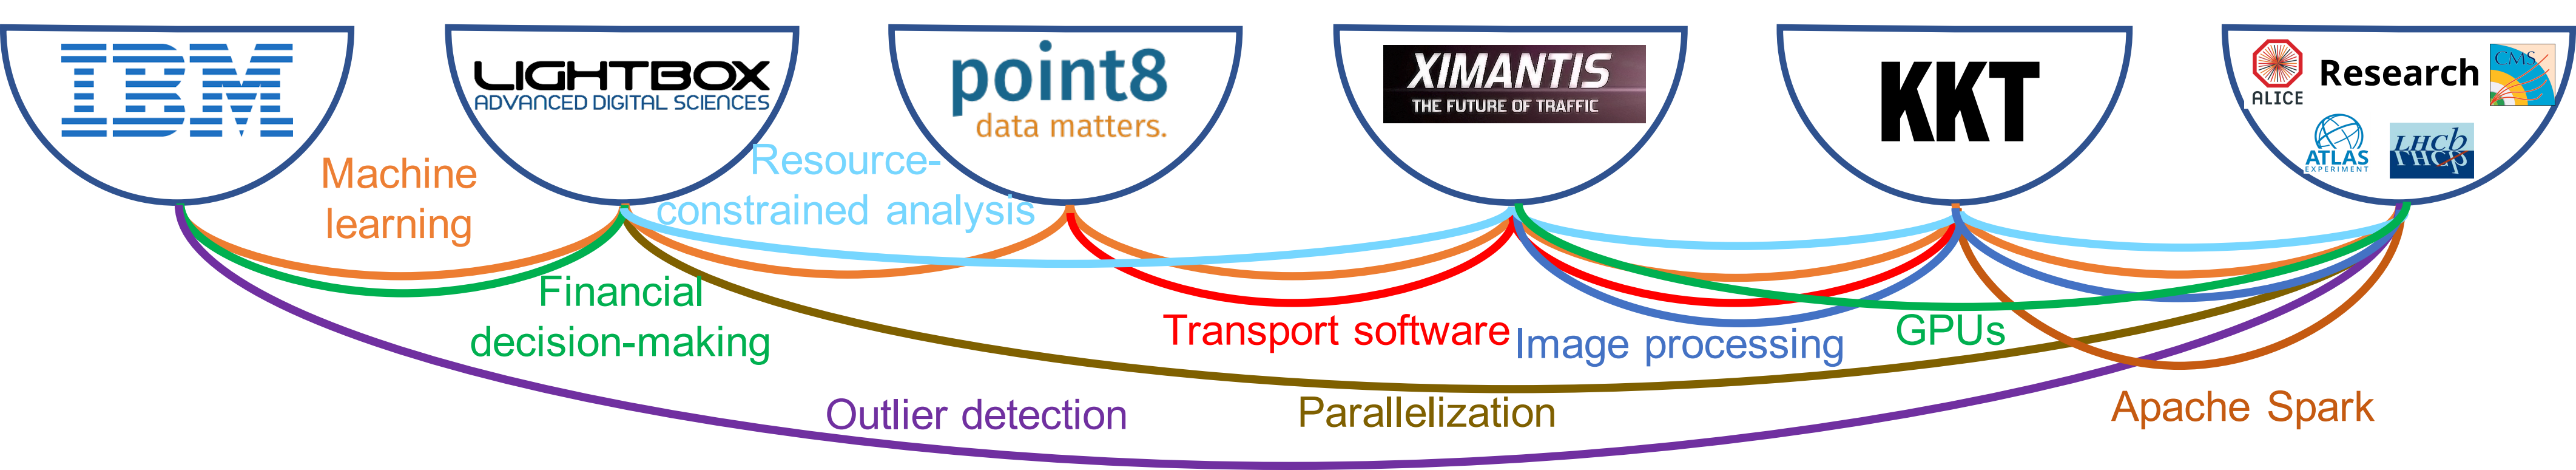 IBM
LIGHTBOX
ADVANCED DIGITAL SCIENCES
point8
data matters.
XIMANTIS
THE FUTURE OF TRAFFIC
KKT
ALICE
Research
CMS
ATLAS
EXPERIMENT
LHCb
LHCb
Machine
learning
Resource-
constrained analysis
Financial
decision-making
Transport software
Image processing
GPUs
Outlier detection
Parallelization
Apache Spark